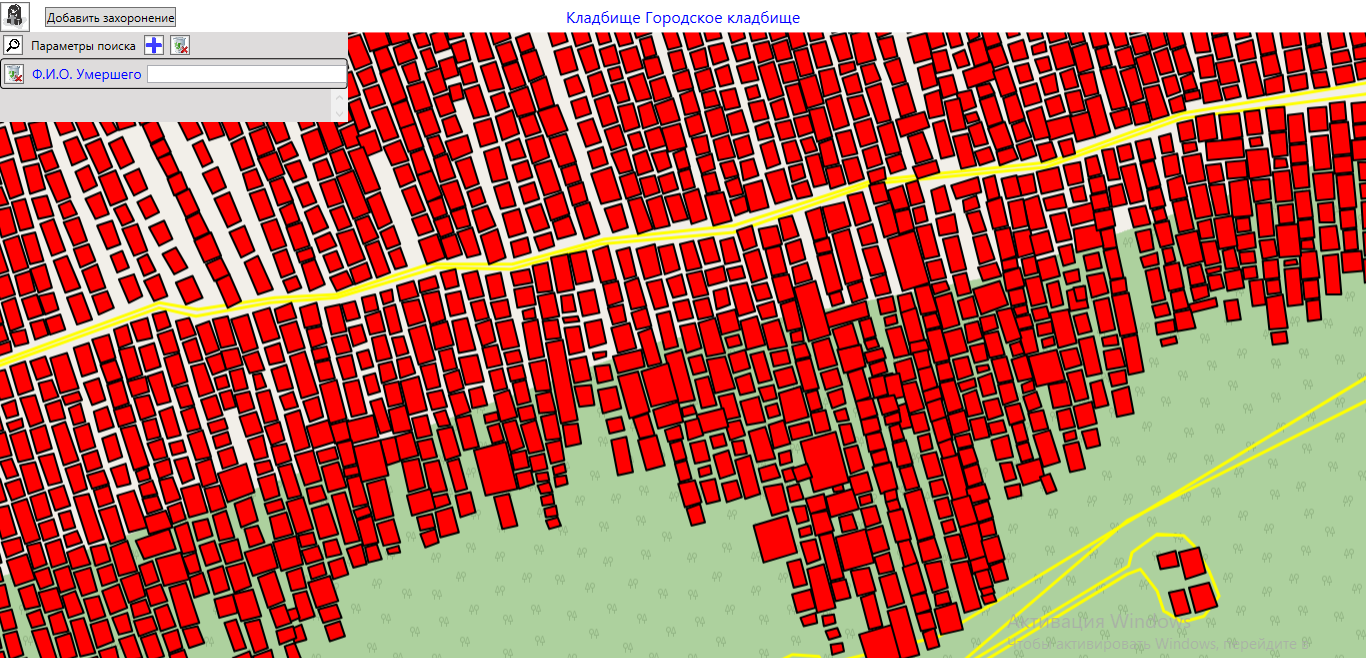 Добавить захоронение
Кладбище Городское кладбище
Параметры поиска
Ф.И.О. Умершего
Активация Windows
Чтобы активировать Windows, перейдите в